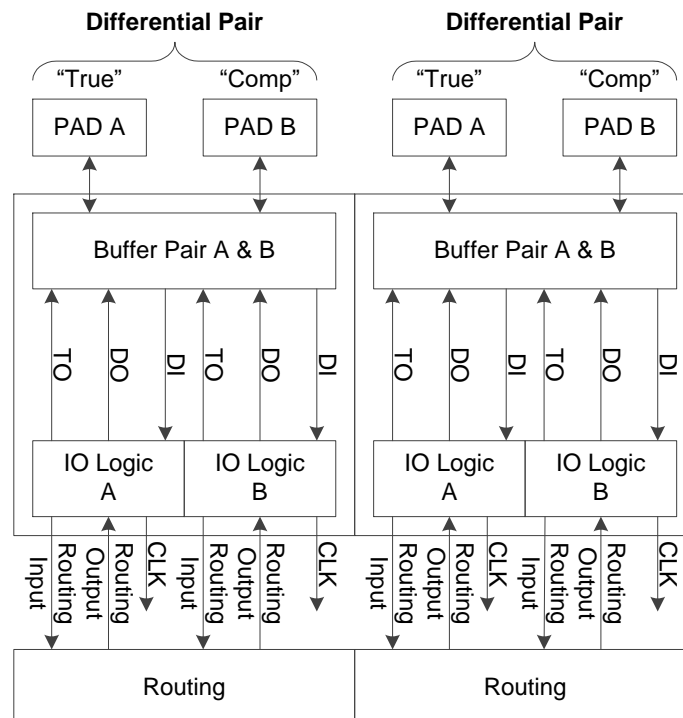 Differential Pair
Differential Pair
“True”
“Comp”
“True”
“Comp”
PAD A
PAD B
PAD A
PAD B
Buffer Pair A & B
Buffer Pair A & B
TO
DO
DI
TO
DO
DI
TO
DO
DI
TO
DO
DI
IO Logic
A
IO Logic
B
IO Logic
A
IO Logic
B
Routing
Input
Routing
Output
CLK
Routing
Input
Routing
Output
CLK
Routing
Input
Routing
Output
CLK
Routing
Input
Routing
Output
CLK
Routing
Routing